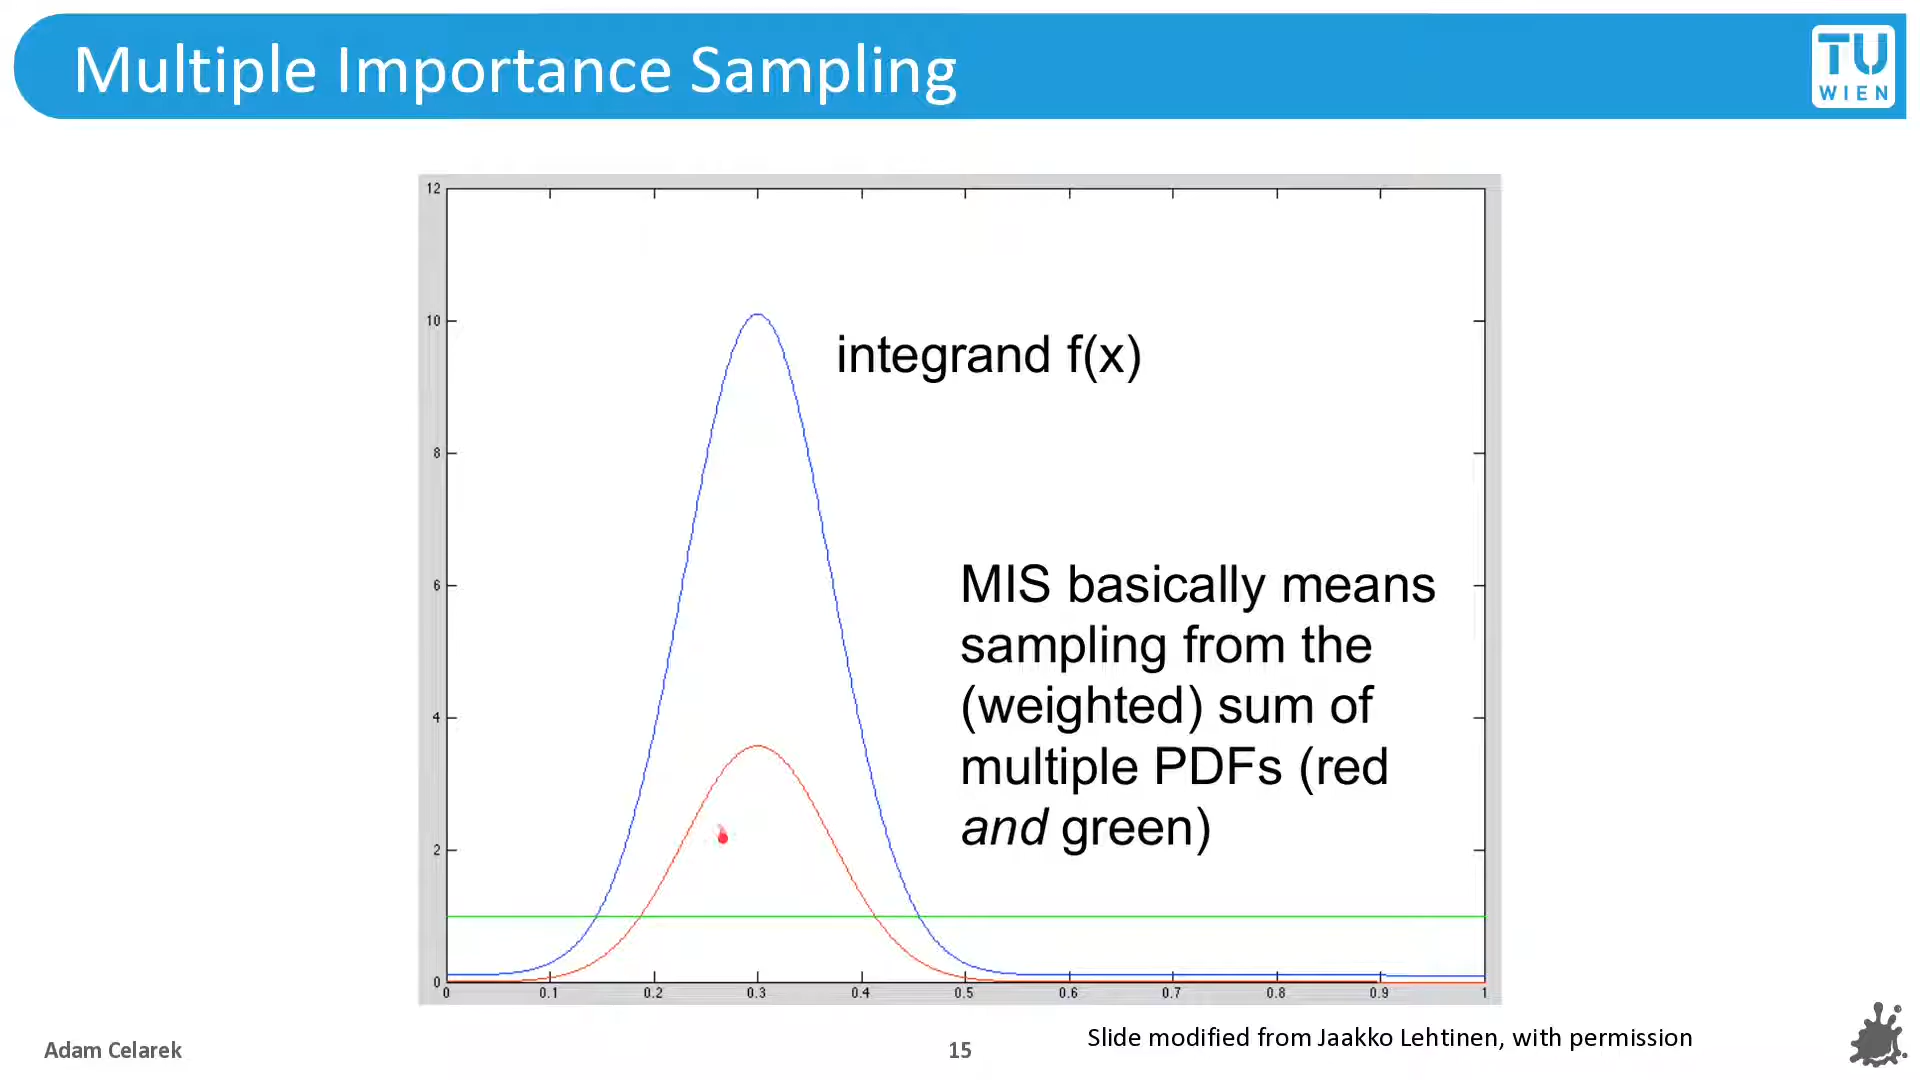 Multiple Importance Sampling
TU
WIEN
12
10
8
6
4
2
0
0
0.1
0.2
0.3
0.4
0.5
0.6
0.7
0.8
0.9
1
integrand f(x)
MIS basically means
sampling from the
(weighted) sum of
multiple PDFs (red
and green)
Slide modified from Jaakko Lehtinen, with permission
Adam Celarek
15